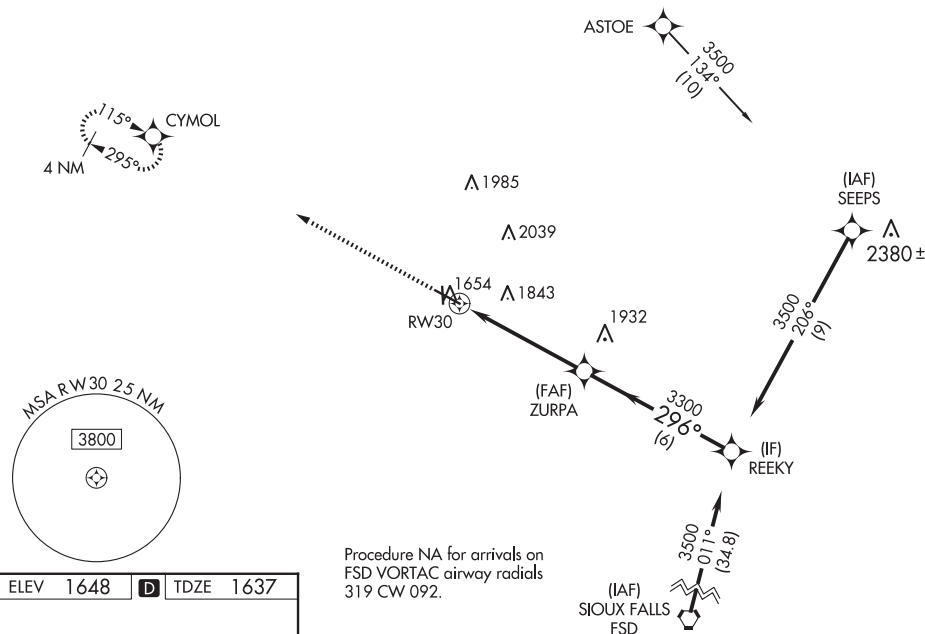 ASTOE
3500
134°
(10)
115°
CYMOL
295°
4 NM
1985
(IAF)
SEEPS
2039
2380 ±
1654
1843
RW30
1932
3500
206°
(9)
(FAF)
ZURPA
3300
296°
(6)
(IF)
REEKY
MSA RW30 25 NM
3800
3500
011°
(34.8)
Procedure NA for arrivals on
FSD VORTAC airway radials
319 CW 092.
(IAF)
SIOUX FALLS
FSD
ELEV 1648 D TDZE 1637